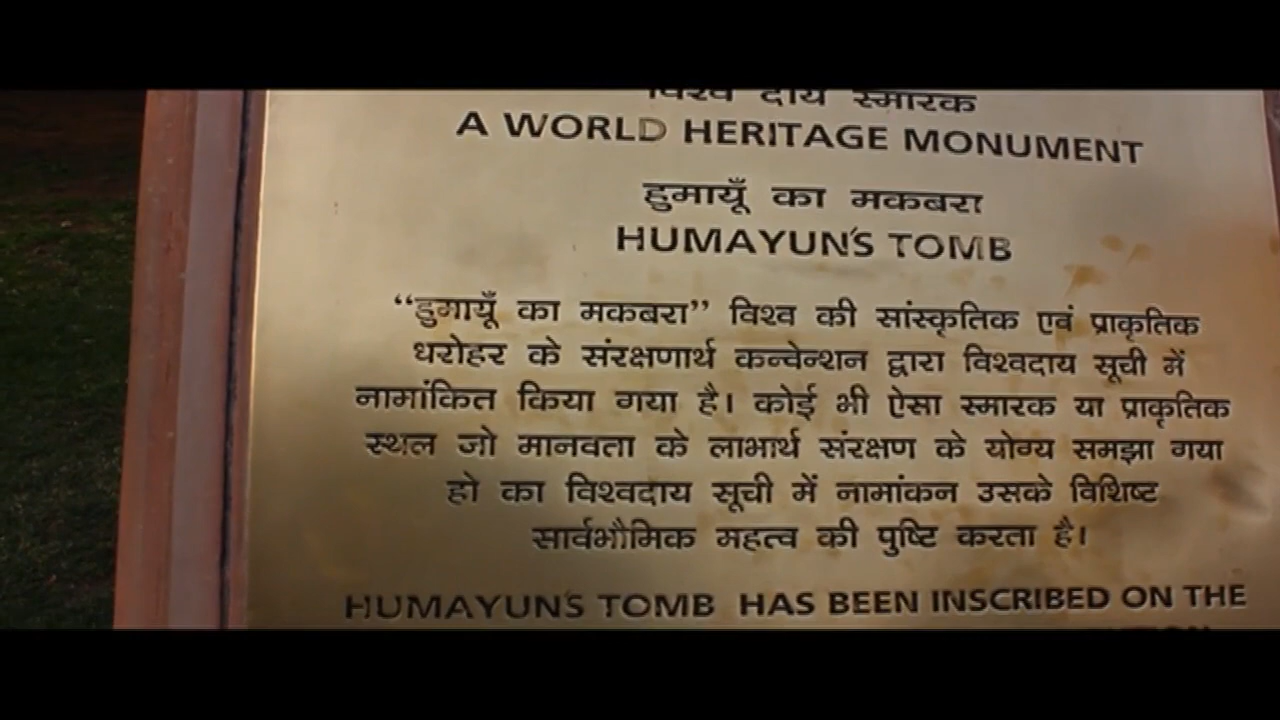 विश्व दाय स्मारक
A WORLD HERITAGE MONUMENT
हुमायूँ का मकबरा
HUMAYUN'S TOMB
“हुमायूँ का मकबरा” विश्व की सांस्कृतिक एवं प्राकृतिक
धरोहर के संरक्षणार्थ कन्वेन्शन द्वारा विश्वदाय सूची में
नामांकित किया गया है। कोई भी ऐसा स्मारक या प्राकृतिक
स्थल जो मानवता के लाभार्थ संरक्षण के योग्य समझा गया
हो का विश्वदाय सूची में नामांकन उसके विशिष्ट
सार्वभौमिक महत्व की पुष्टि करता है।
HUMAYUN'S TOMB HAS BEEN INSCRIBED ON THE